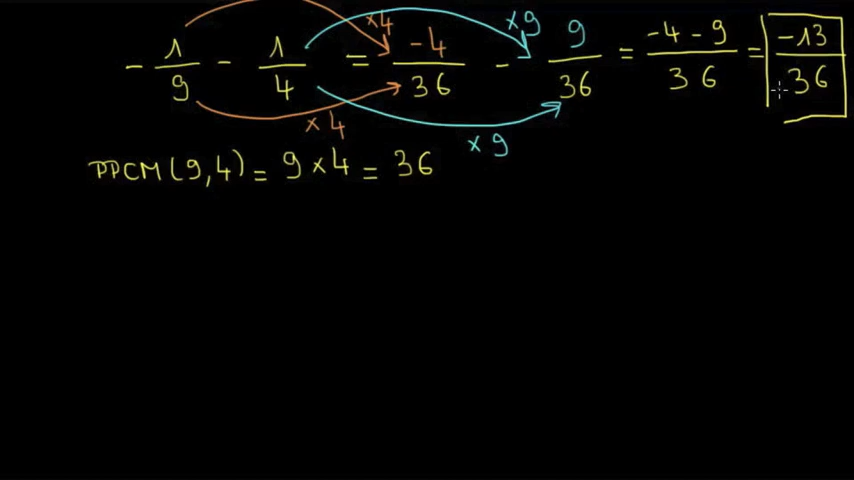 ×4 ×9
- 1/9 - 1/4 = -4/36 - 9/36 = -4 - 9/36 = -13/36
×4 ×9
PPCM(9,4) = 9×4 = 36